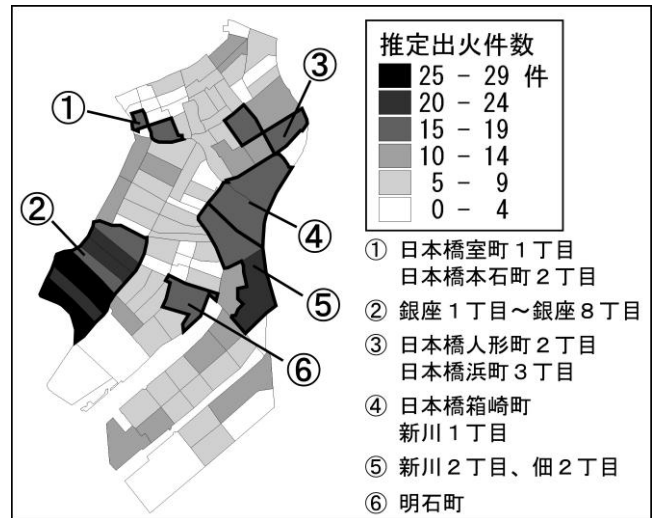 推定出火件数
25 - 29 件
20 - 24
15 - 19
10 - 14
5 - 9
0 - 4
① 日本橋室町1丁目
日本橋本石町2丁目
② 銀座1丁目～銀座8丁目
③ 日本橋人形町2丁目
日本橋浜町3丁目
④ 日本橋箱崎町
新川1丁目
⑤ 新川2丁目、佃2丁目
⑥ 明石町
①
②
③
④
⑤
⑥